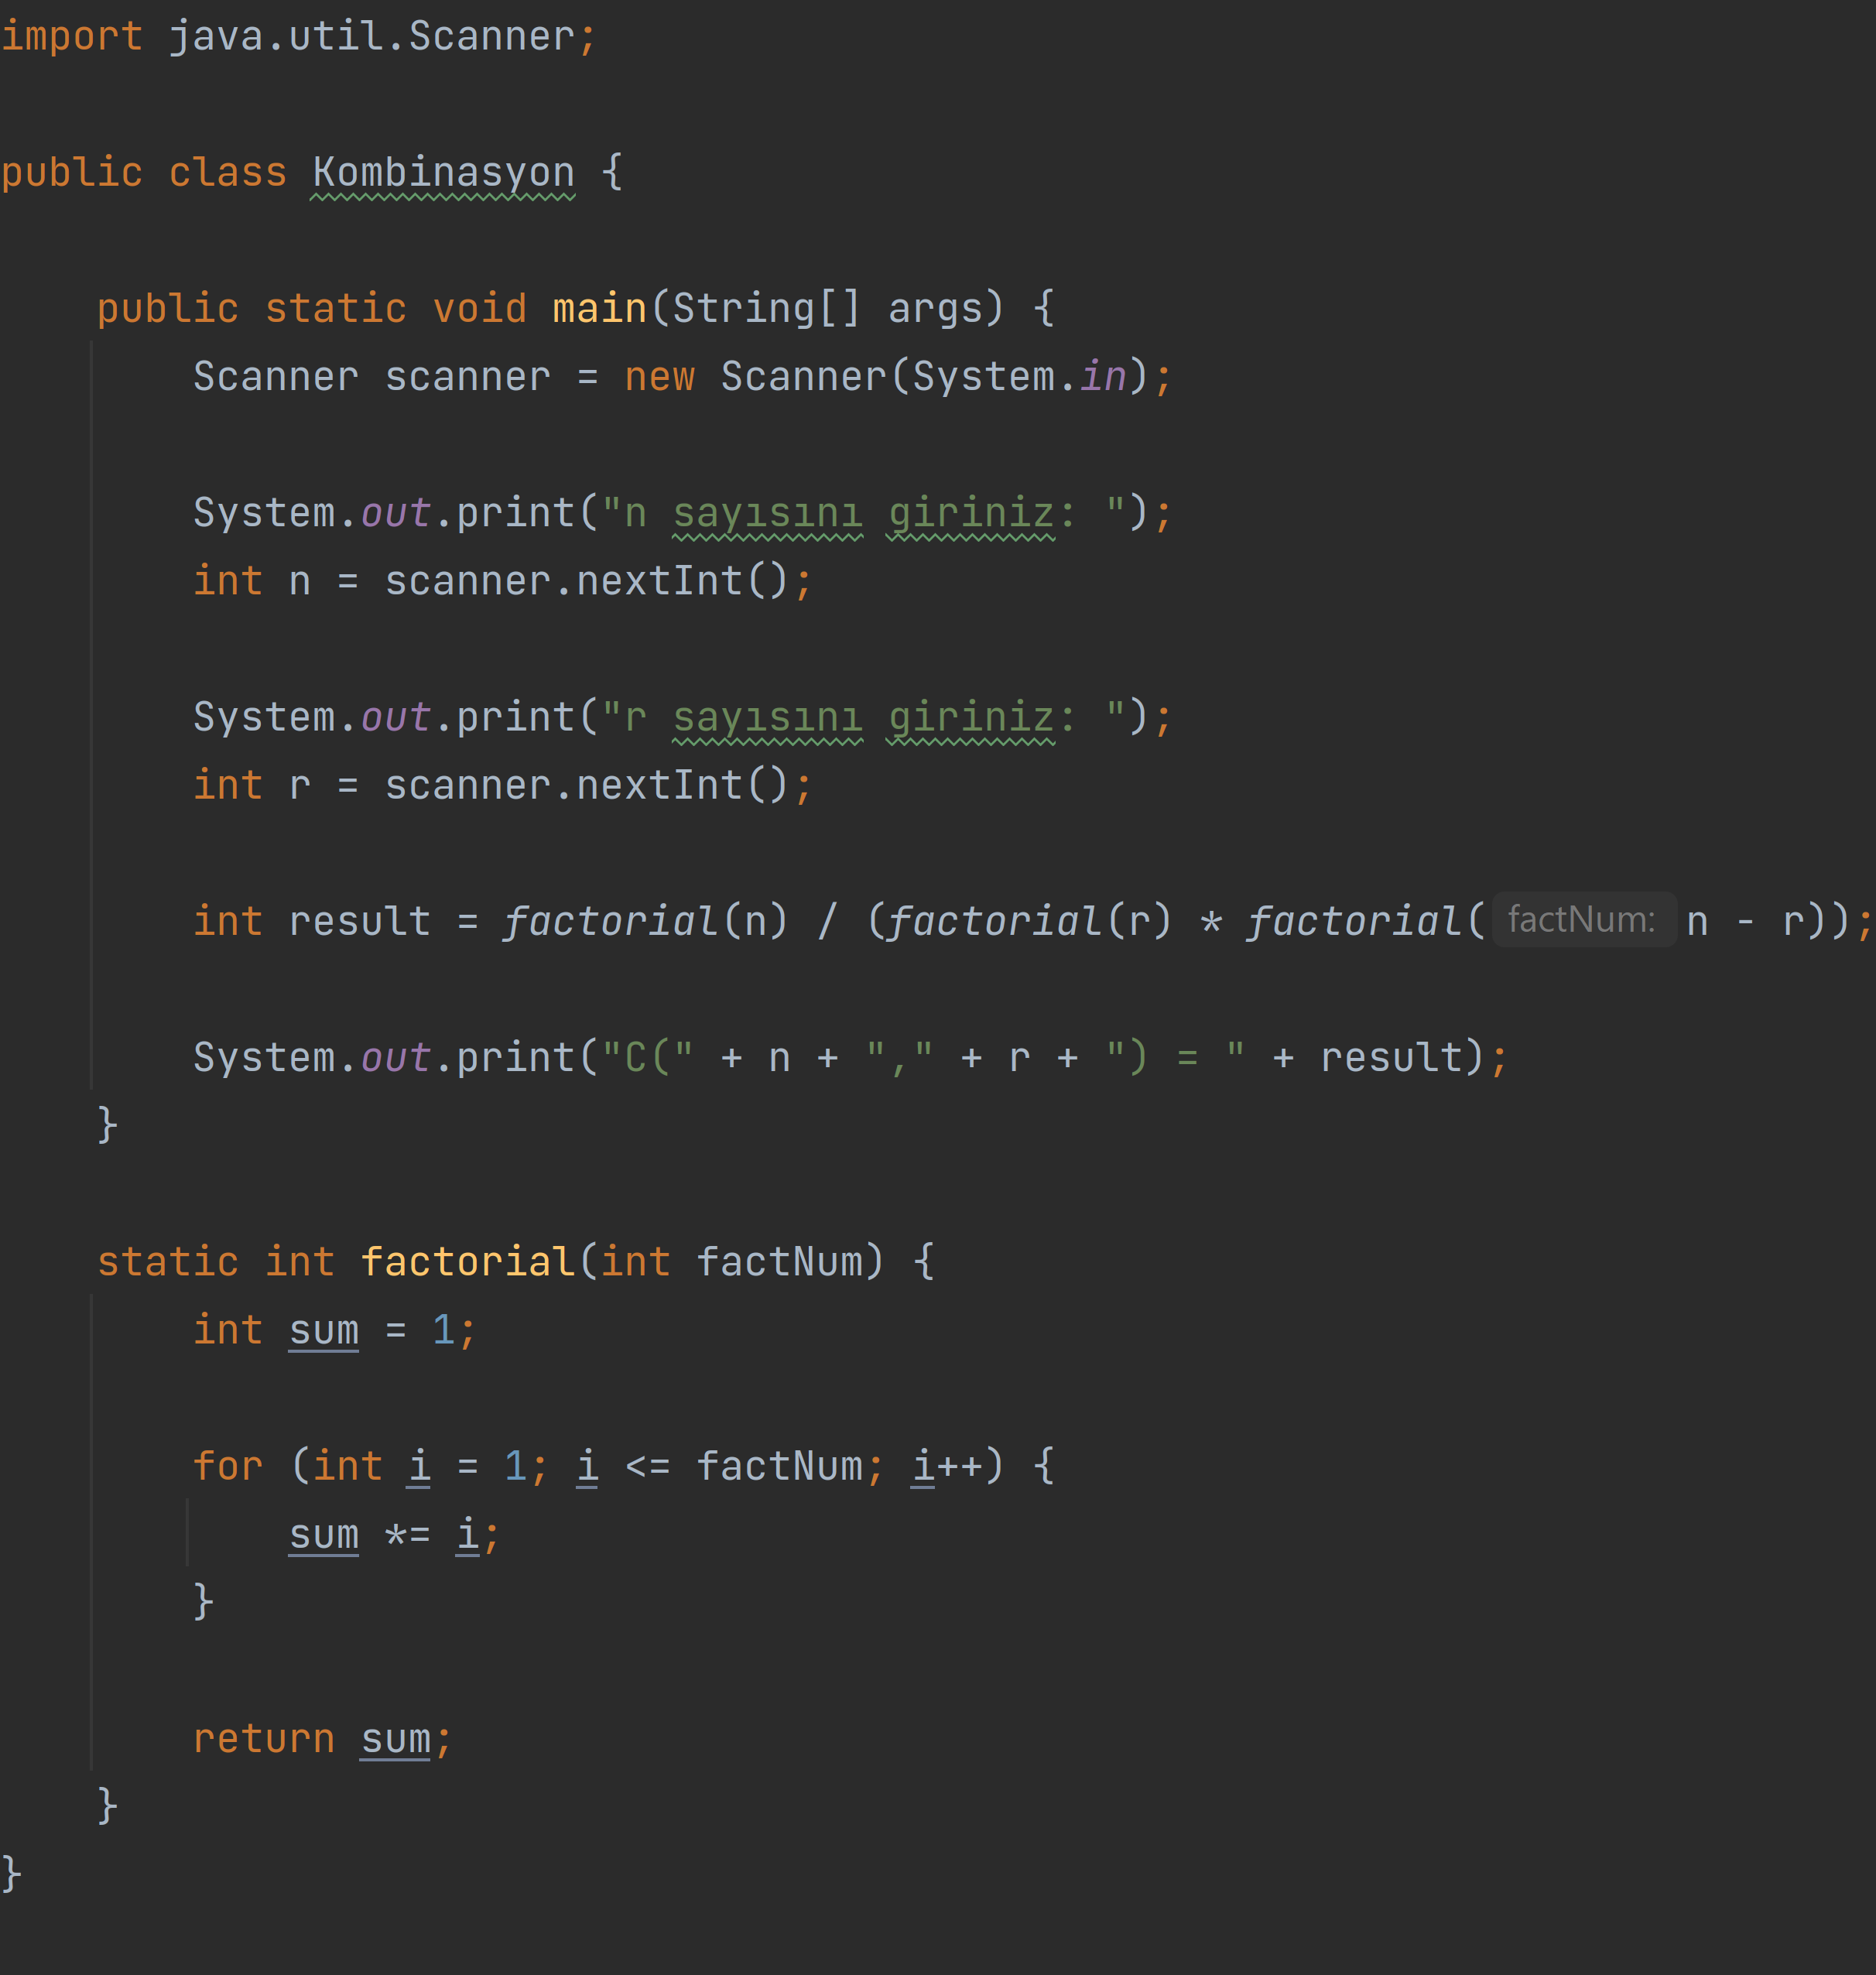 import java.util.Scanner;
public class Kombinasyon {
public static void main(String[] args) {
Scanner scanner = new Scanner(System.in);
System.out.print("n sayısını giriniz: ");
int n = scanner.nextInt();
System.out.print("r sayısını giriniz: ");
int r = scanner.nextInt();
int result = factorial(n) / (factorial(r) * factorial( factNum: n - r));
System.out.print("C(" + n + "," + r + ") = " + result);
}
static int factorial(int factNum) {
int sum = 1;
for (int i = 1; i <= factNum; i++) {
sum *= i;
}
return sum;
}
}